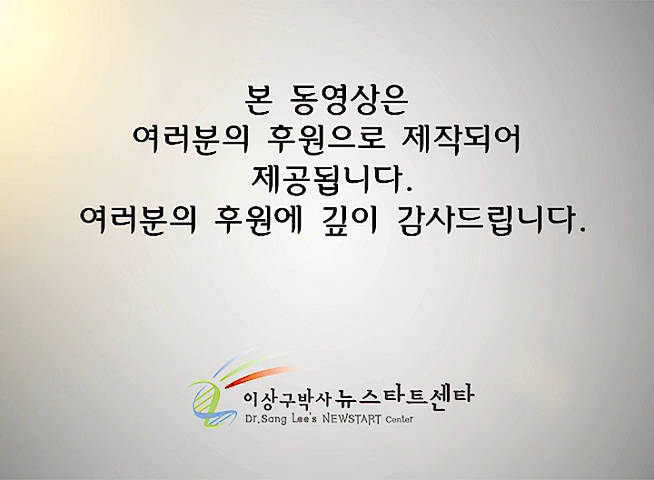 본 동영상은
여러분의 후원으로 제작되어
제공됩니다.
여러분의 후원에 깊이 감사드립니다.
이상구박사 뉴스타트센타
Dr.Sang Lee's NEWSTART Center